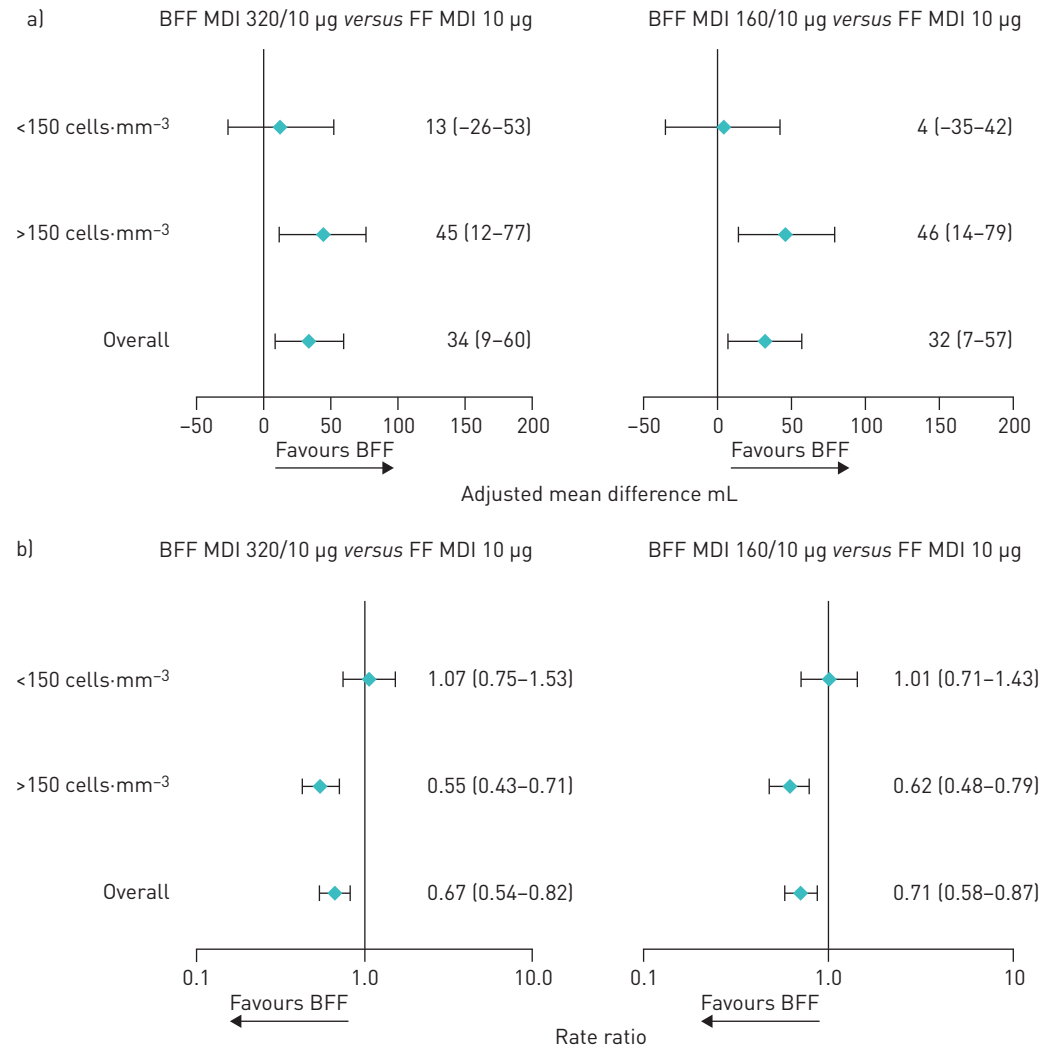 a)
BFF MDI 320/10 µg versus FF MDI 10 µg
BFF MDI 160/10 µg versus FF MDI 10 µg
<150 cells·mm–3
13 (–26–53)
4 (–35–42)
>150 cells·mm–3
45 (12–77)
46 (14–79)
Overall
34 (9–60)
32 (7–57)
–50 0 50 100 150 200
–50 0 50 100 150 200
Favours BFF
Favours BFF
Adjusted mean difference mL
b)
BFF MDI 320/10 µg versus FF MDI 10 µg
BFF MDI 160/10 µg versus FF MDI 10 µg
<150 cells·mm–3
1.07 (0.75–1.53)
1.01 (0.71–1.43)
>150 cells·mm–3
0.55 (0.43–0.71)
0.62 (0.48–0.79)
Overall
0.67 (0.54–0.82)
0.71 (0.58–0.87)
0.1 1.0 10.0
0.1 1.0 10
Favours BFF
Favours BFF
Rate ratio